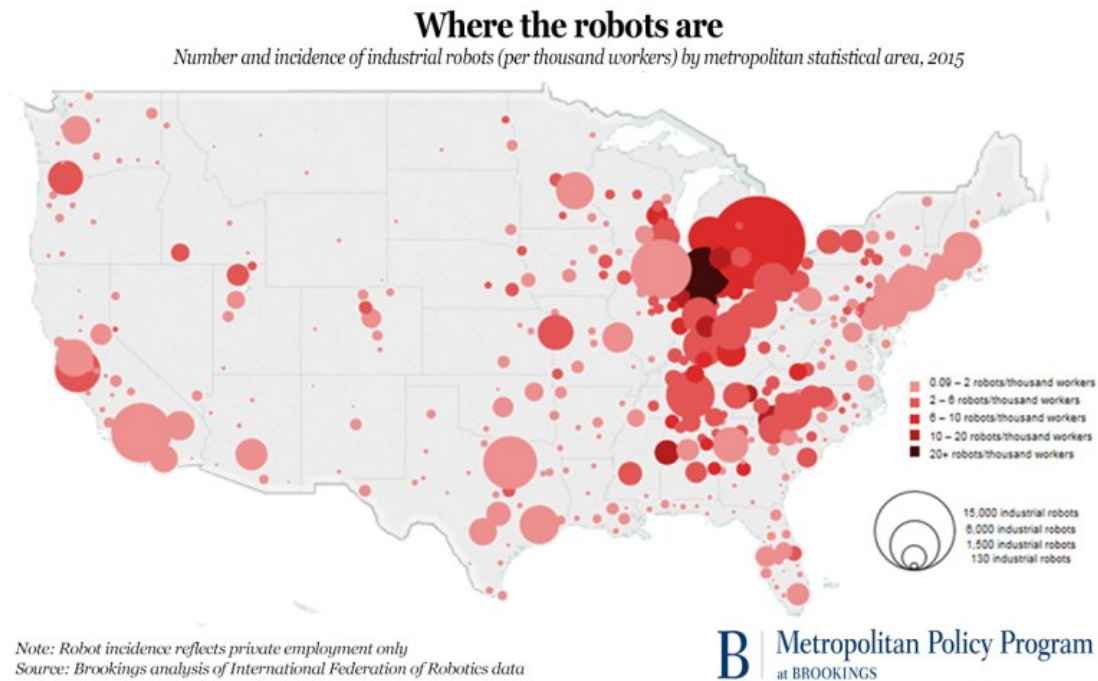 Where the robots are
Number and incidence of industrial robots (per thousand workers) by metropolitan statistical area, 2015
0.09 – 2 robots/thousand workers
2 – 6 robots/thousand workers
6 – 10 robots/thousand workers
10 – 20 robots/thousand workers
20+ robots/thousand workers
15,000 industrial robots
6,000 industrial robots
1,500 industrial robots
130 industrial robots
Note: Robot incidence reflects private employment only
Source: Brookings analysis of International Federation of Robotics data
B
Metropolitan Policy Program
at BROOKINGS